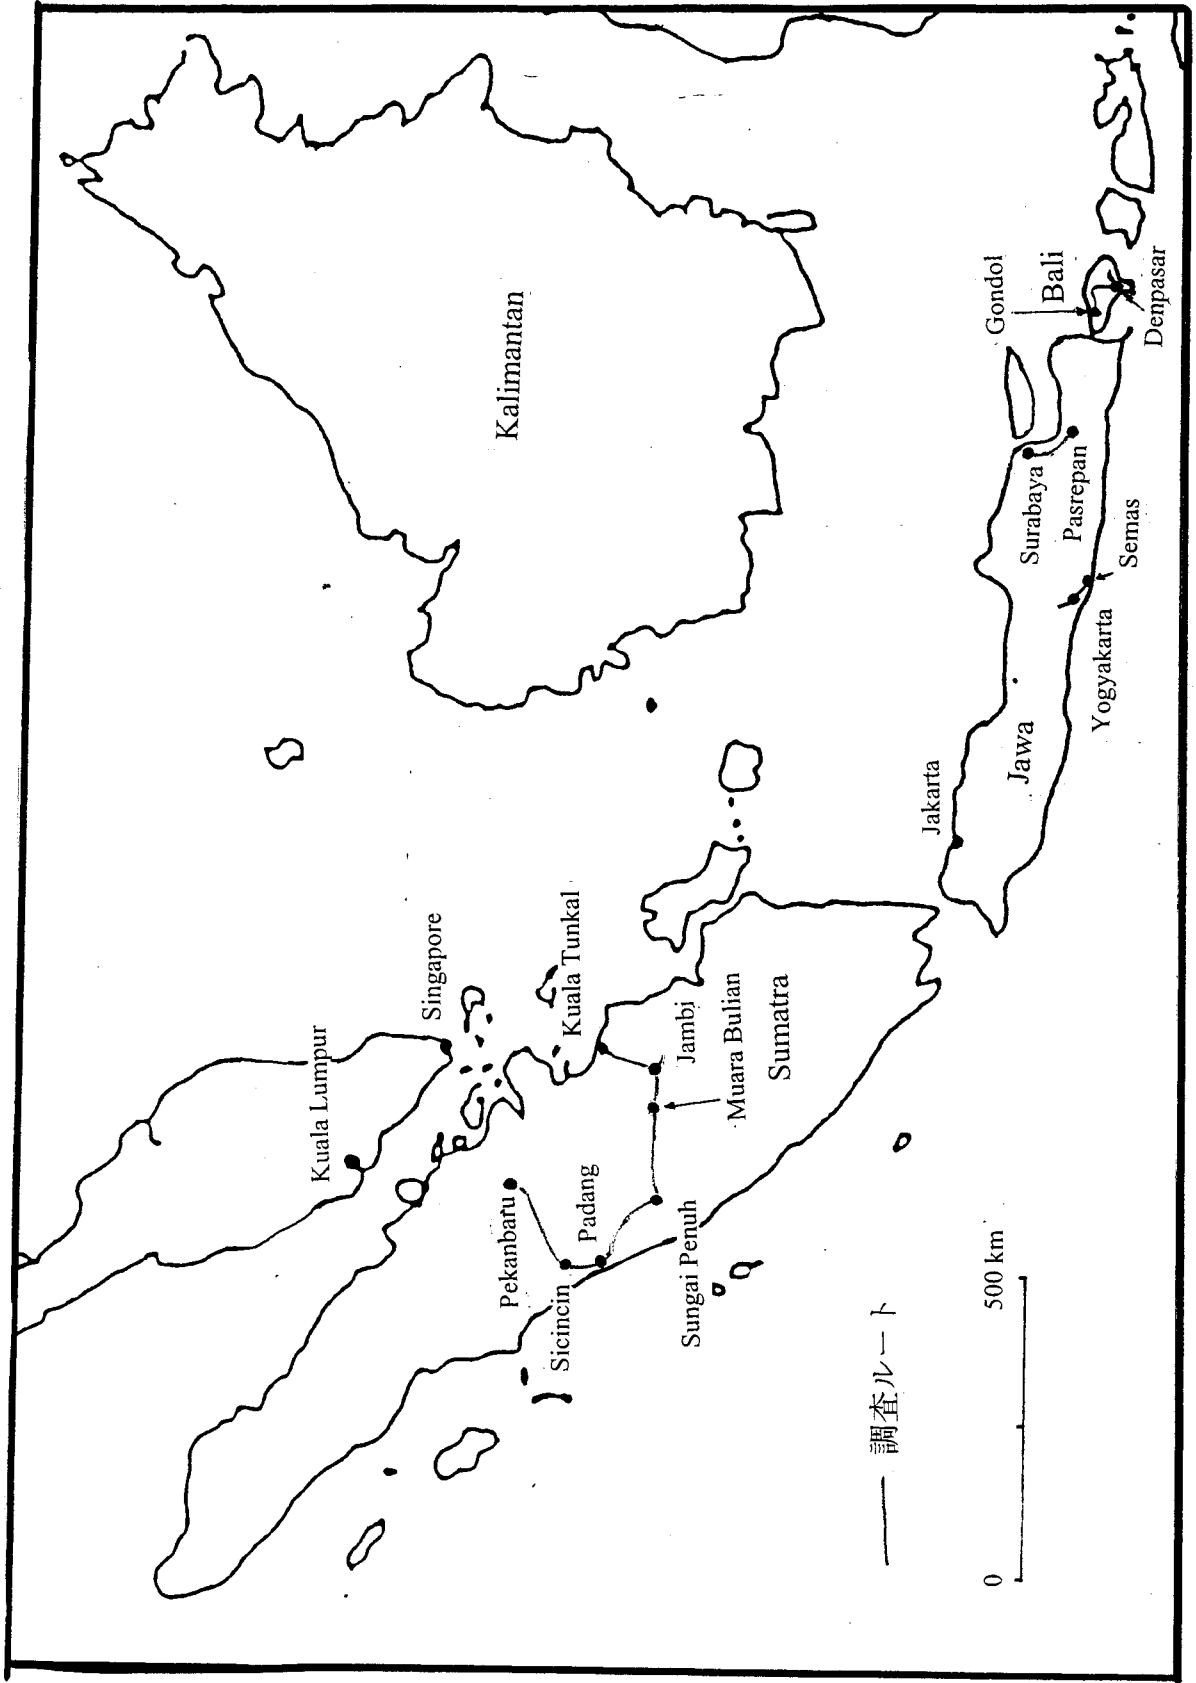 Kuala Lumpur
Singapore
Kalimantan
Pekanbaru
Kuala Tunkal
Sicincin
Padang
Jambi
Sungai Penuh
Muara Bulian
Sumatra
Jakarta
Jawa
Surabaya
Gondol
Bali
Pasrepan
Yogyakarta
Semas
Denpasar
調査ルート
0
500 km